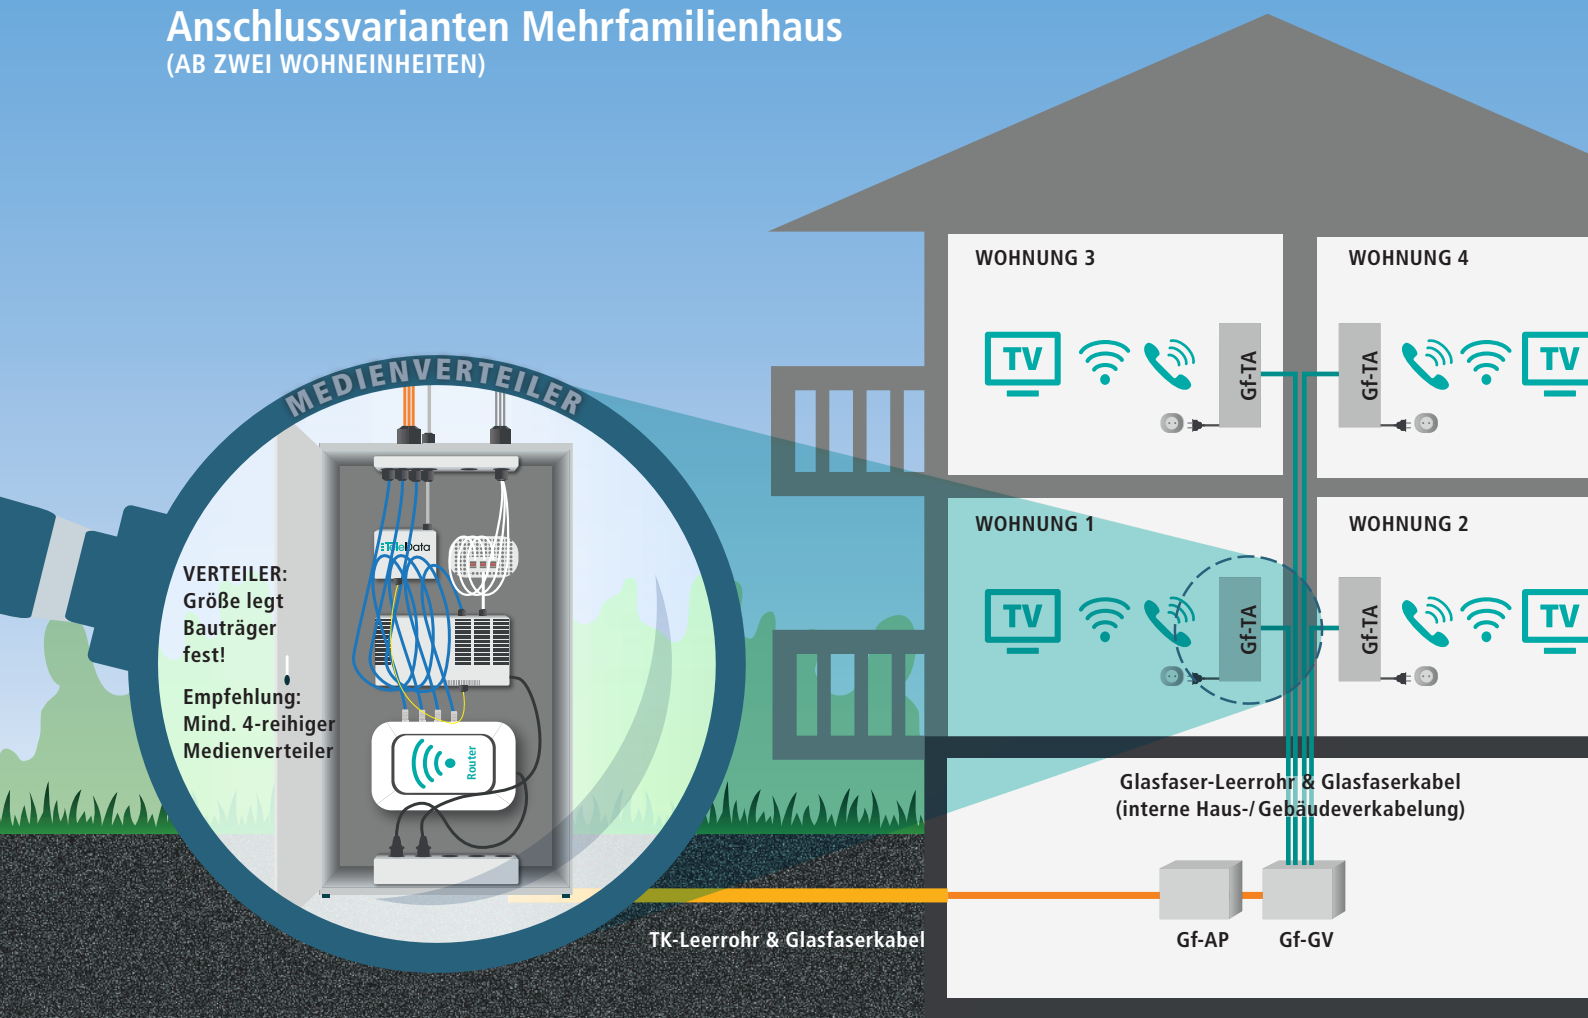 Anschlussvarianten Mehrfamilienhaus
(AB ZWEI WOHNEINHEITEN)
WOHNUNG 3
WOHNUNG 4
TV
Gf-TA
Gf-TA
TV
MEDIENVERTEILER
WOHNUNG 1
WOHNUNG 2
TeleData
VERTEILER:
Größe legt
Bauträger
fest!
Empfehlung:
Mind. 4-reihiger
Medienverteiler
Router
TV
Gf-TA
Gf-TA
TV
Glasfaser-Leerrohr & Glasfaserkabel
(interne Haus-/Gebäudeverkabelung)
TK-Leerrohr & Glasfaserkabel
Gf-AP
Gf-GV